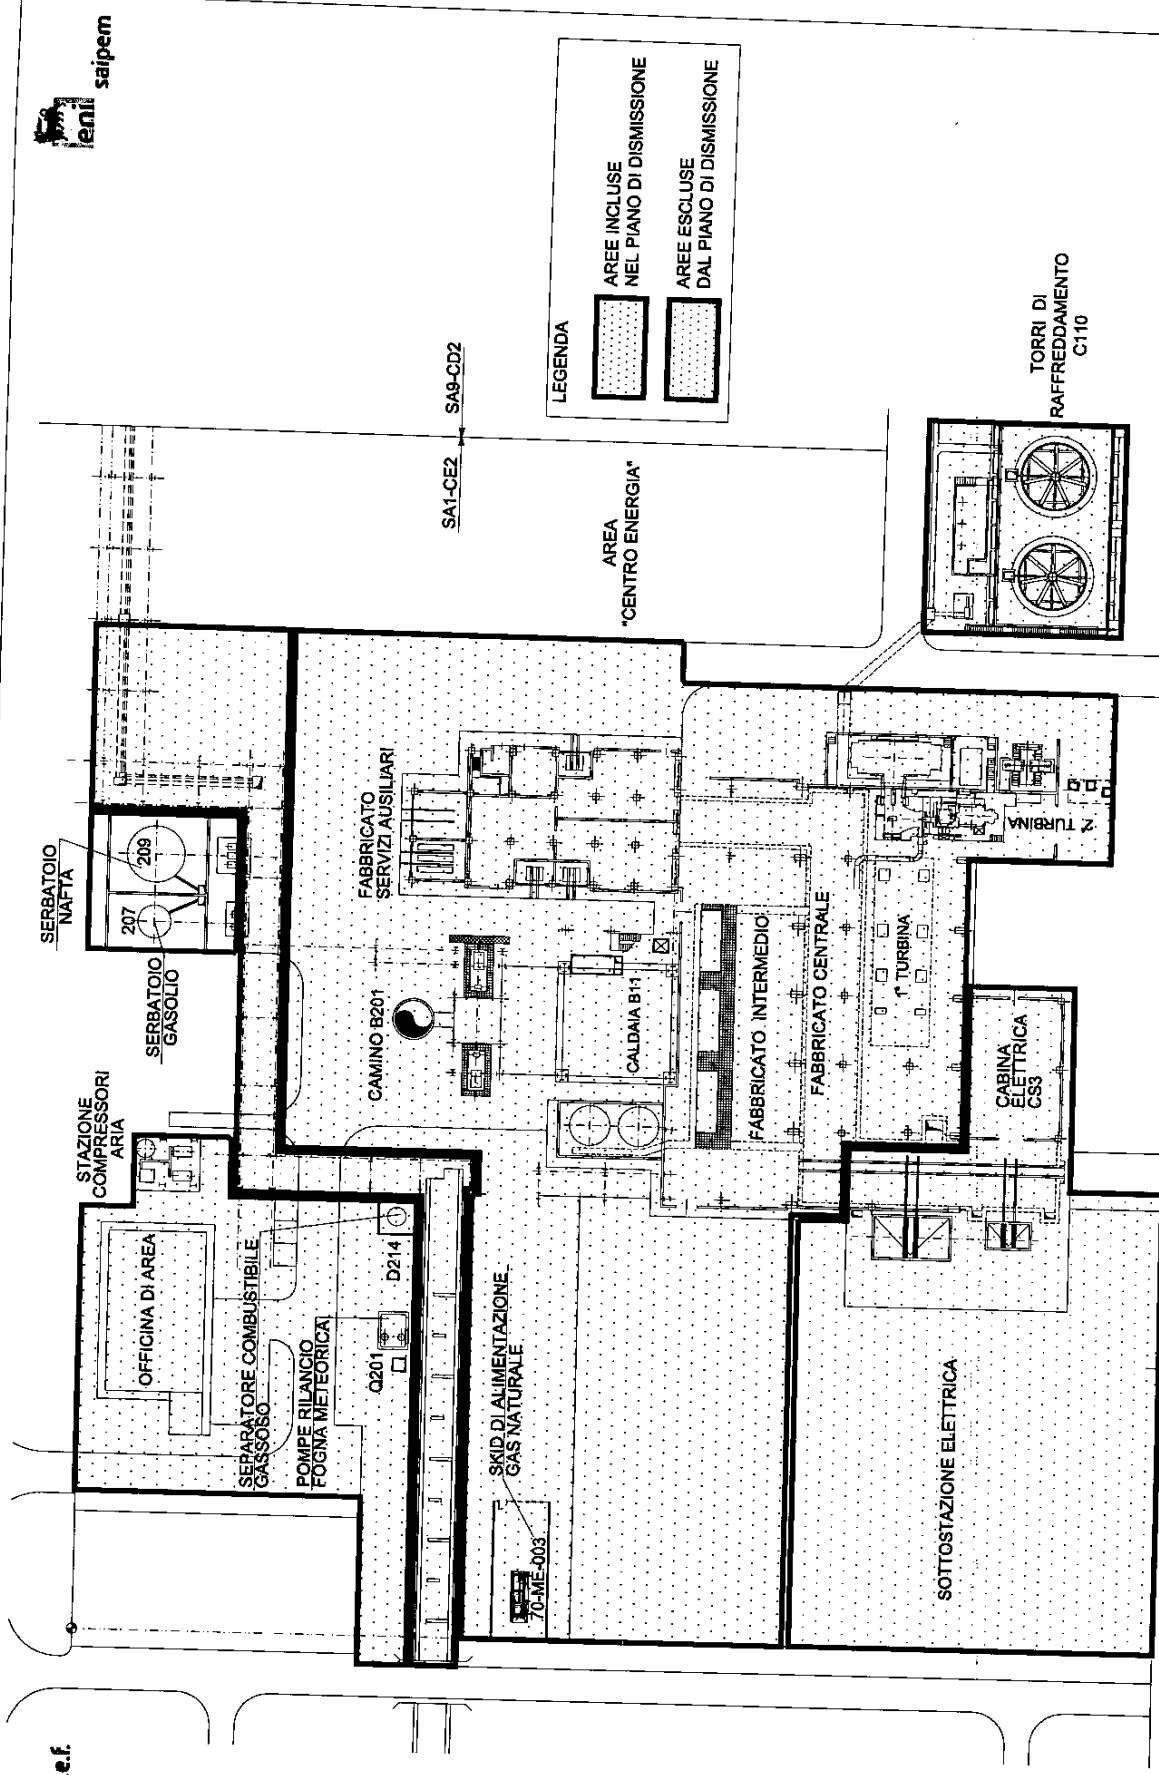 eni
saipem
e.f.
LEGENDA
AREE INCLUSE
NEL PIANO DI DISMISSIONE
AREE ESCLUSE
DAL PIANO DI DISMISSIONE
SA1-CE2
SA9-CD2
AREA
"CENTRO ENERGIA"
TORRI DI
RAFFREDDAMENTO
C110
SERBATOIO
NAFTA
209
207
SERBATOIO
GASOLIO
STAZIONE
COMPRESSORI
ARIA
OFFICINA DI AREA
SEPARATORE COMBUSTIBILE
GASSOSO
D214
POMPE RILANCIO
FOGNA METEORICA
Q201
FABBRICATO
SERVIZI AUSILIARI
CAMINO B201
CALDAIA B11
FABBRICATO INTERMEDIO
FABBRICATO CENTRALE
1° TURBINA
2° TURBINA
CABINA
ELETTRICA
CS3
SKID DI ALIMENTAZIONE
GAS NATURALE
70-ME-003
SOTTOSTAZIONE ELETTRICA